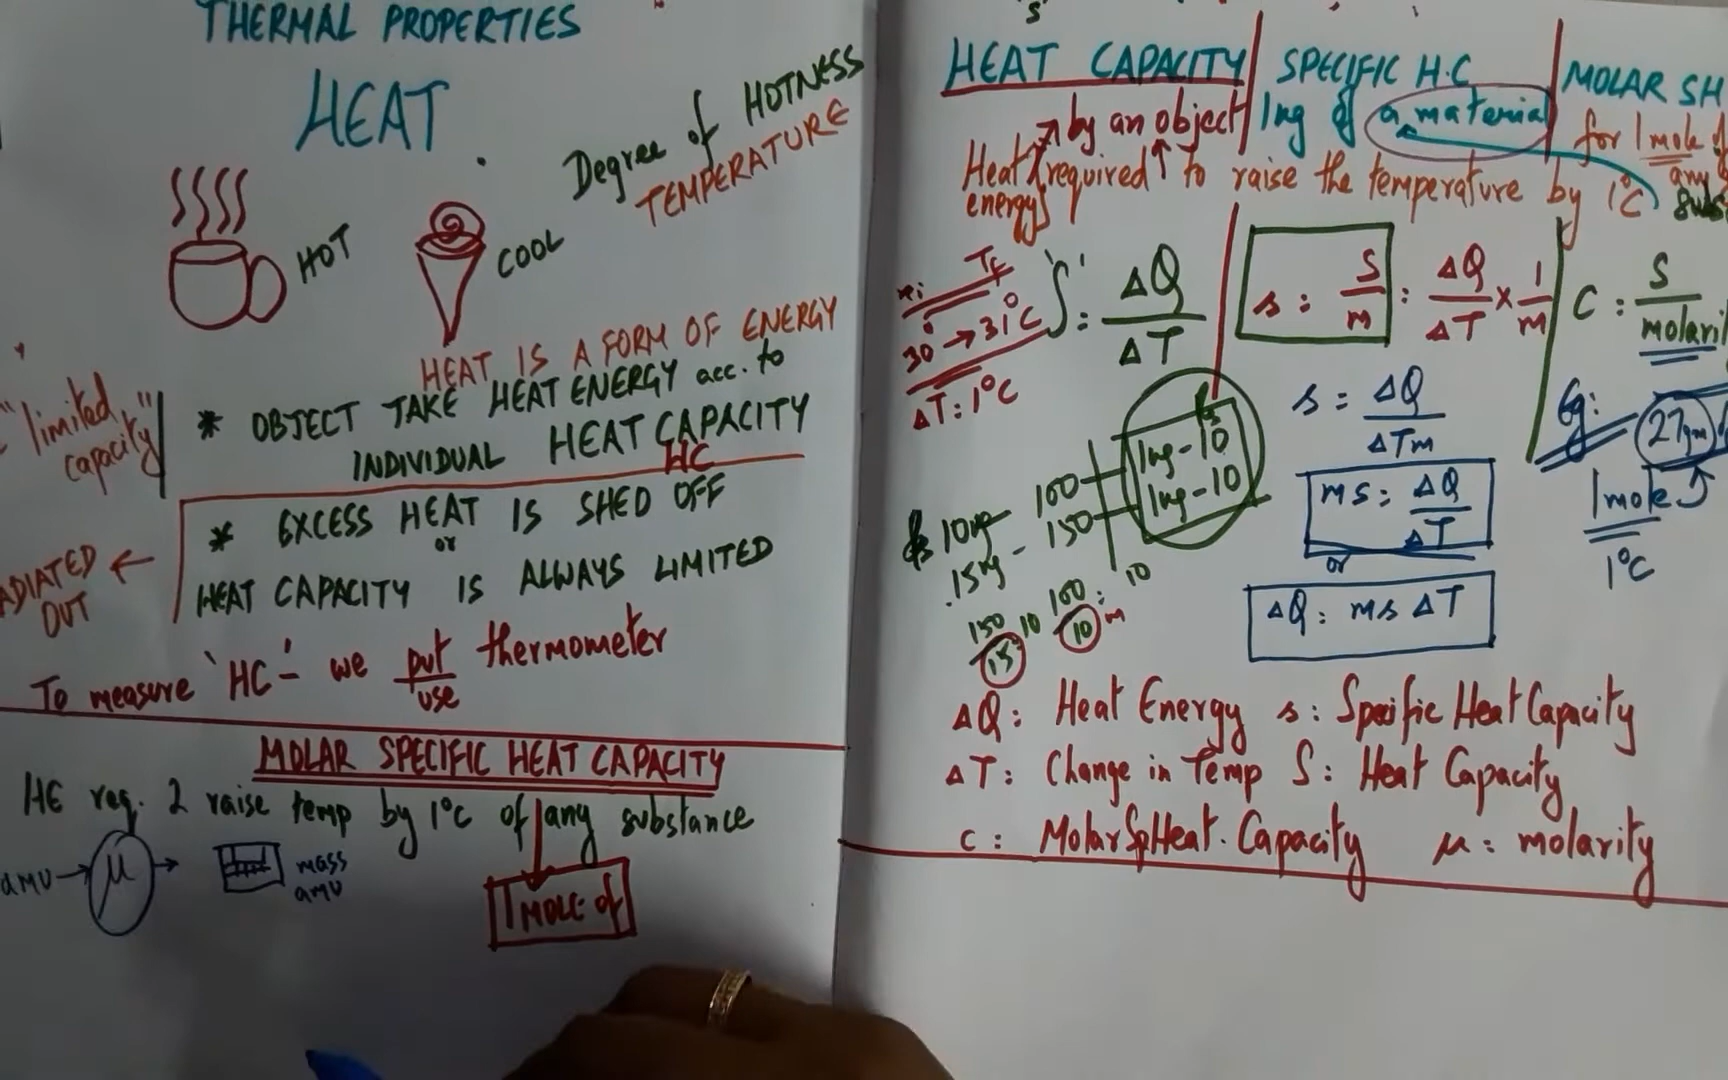 THERMAL PROPERTIES
HEAT
Degree of HOTNESS
TEMPERATURE
HOT
COOL
HEAT IS A FORM OF ENERGY
"limited
capacity"
* OBJECT TAKE HEAT ENERGY acc. to
INDIVIDUAL HEAT CAPACITY
HC
* EXCESS HEAT IS SHED OFF
or
HEAT CAPACITY IS ALWAYS LIMITED
ADIATED
OUT
To measure 'HC' - we put thermometer
use
MOLAR SPECIFIC HEAT CAPACITY
HE req. 2 raise temp by 1°C of any substance
amu → μ →
mass
amu
1 MOLE of
's'
HEAT CAPACITY
by an object
Heat required to raise the temperature by 1°C
energy
SPECIFIC H.C
1kg of a material
MOLAR SH
for 1 mole of
any
Ti Tf
30° → 31°C
ΔT: 1°C
'S' : ΔQ / ΔT
s : S/m : ΔQ/ΔT × 1/m
s = ΔQ / ΔTm
ms : ΔQ / ΔT
or
ΔQ : ms ΔT
C : S
molari
Eg:
27gm
1 mole
1°C
1kg - 10
1kg - 10
10kg - 100
15kg - 150
150 / 15 10
100 / 10 : 10
m
ΔQ : Heat Energy s : Specific Heat Capacity
ΔT : Change in Temp S : Heat Capacity
C : Molar SpHeat. Capacity μ : molarity